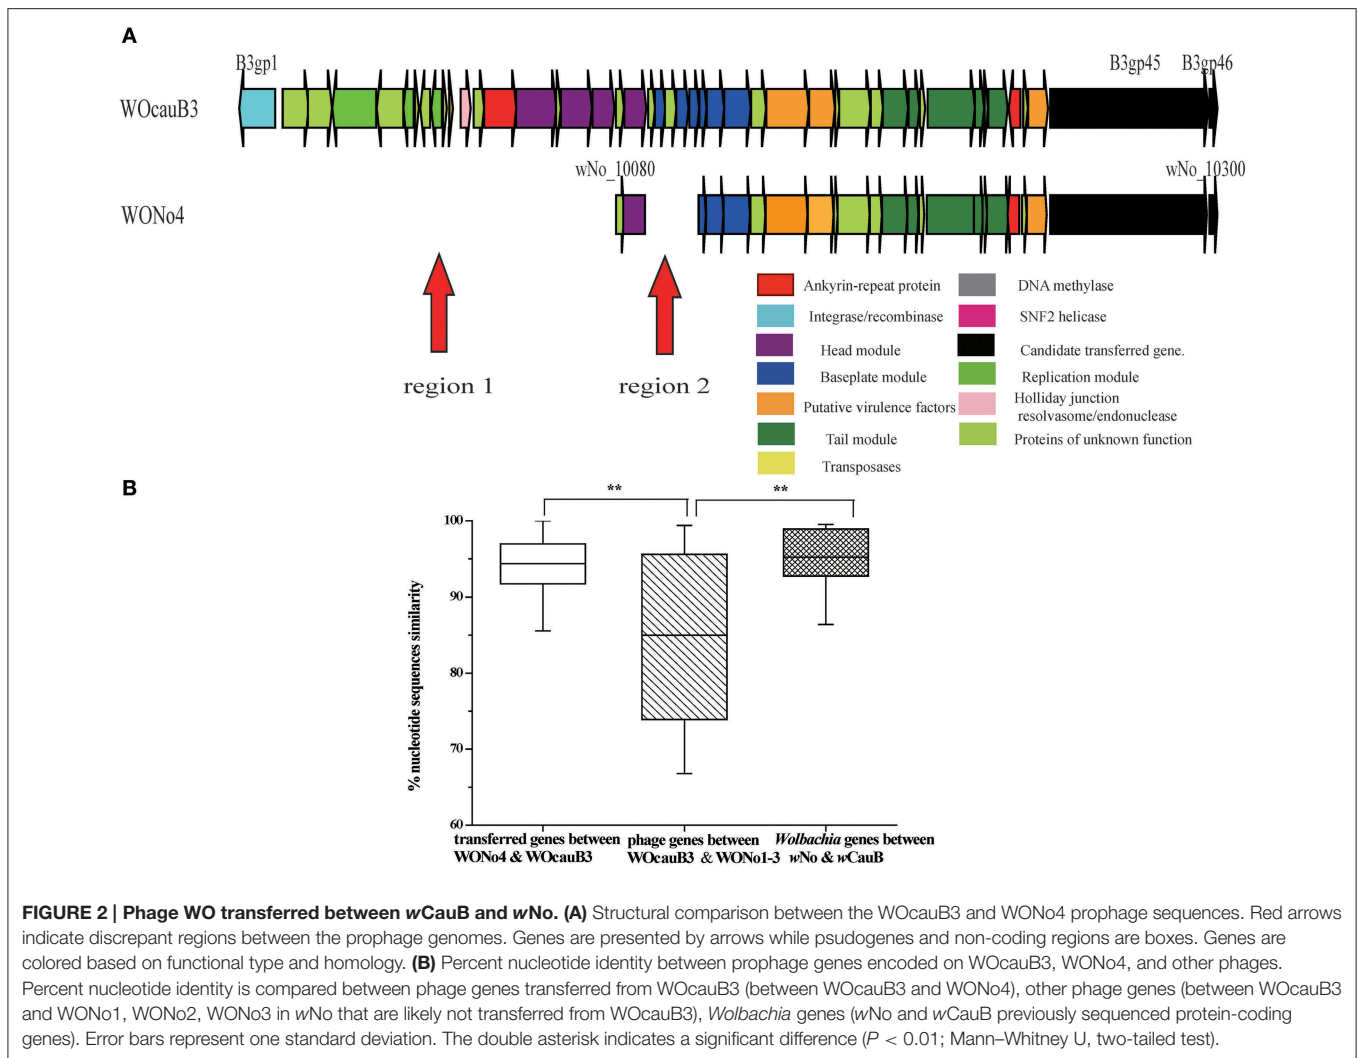 A
B3gp1
B3gp45
B3gp46
WOcauB3
wNo_10080
wNo_10300
WONo4
region 1
region 2
Ankyrin-repeat protein
DNA methylase
Integrase/recombinase
SNF2 helicase
Head module
Candidate transferred gene.
Baseplate module
Replication module
Putative virulence factors
Holliday junction
resolvasome/endonuclease
Tail module
Proteins of unknown function
Transposases
B
**
**
% nucleotide sequences similarity
100
90
80
70
60
transferred genes between
WONo4 & WOcauB3
phage genes between
WOcauB3 & WONo1-3
Wolbachia genes between
wNo & wCauB
FIGURE 2 | Phage WO transferred between wCauB and wNo. (A) Structural comparison between the WOcauB3 and WONo4 prophage sequences. Red arrows
indicate discrepant regions between the prophage genomes. Genes are presented by arrows while psudogenes and non-coding regions are boxes. Genes are
colored based on functional type and homology. (B) Percent nucleotide identity between prophage genes encoded on WOcauB3, WONo4, and other phages.
Percent nucleotide identity is compared between phage genes transferred from WOcauB3 (between WOcauB3 and WONo4), other phage genes (between WOcauB3
and WONo1, WONo2, WONo3 in wNo that are likely not transferred from WOcauB3), Wolbachia genes (wNo and wCauB previously sequenced protein-coding
genes). Error bars represent one standard deviation. The double asterisk indicates a significant difference (P < 0.01; Mann–Whitney U, two-tailed test).